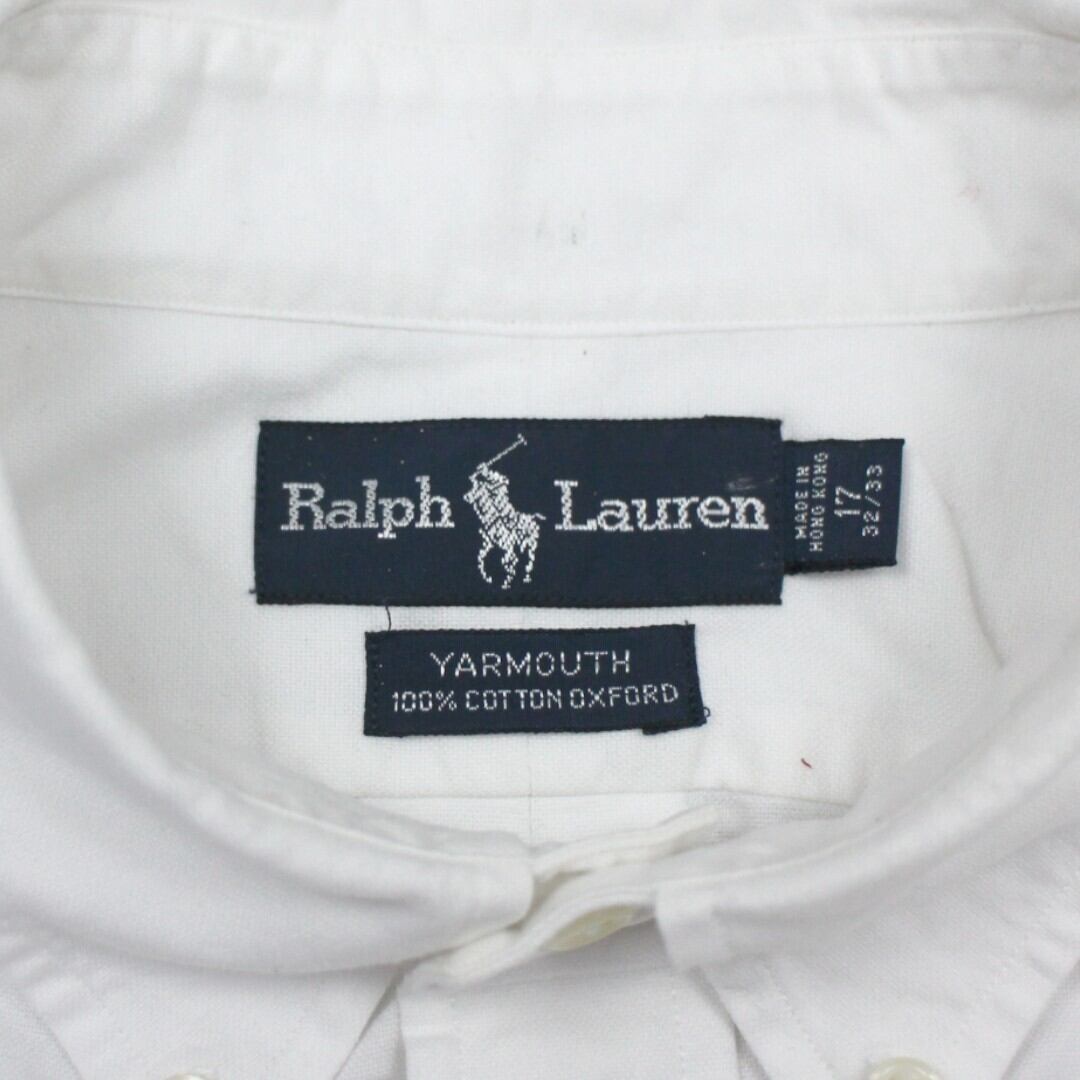 Ralph Lauren
MADE IN
HONG KONG
17
32/33
YARMOUTH
100% COTTON OXFORD